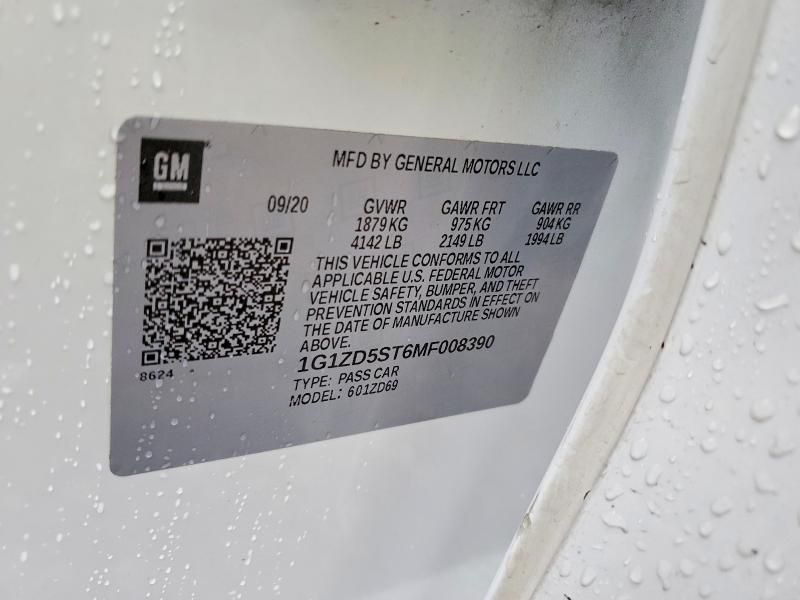 GM
MFD BY GENERAL MOTORS LLC
09/20 GVWR GAWR FRT GAWR RR
1879 KG 975 KG 904 KG
4142 LB 2149 LB 1994 LB
THIS VEHICLE CONFORMS TO ALL
APPLICABLE U.S. FEDERAL MOTOR
VEHICLE SAFETY, BUMPER, AND THEFT
PREVENTION STANDARDS IN EFFECT ON
THE DATE OF MANUFACTURE SHOWN
ABOVE.
8624
1G1ZD5ST6MF008390
TYPE: PASS CAR
MODEL: 601ZD69